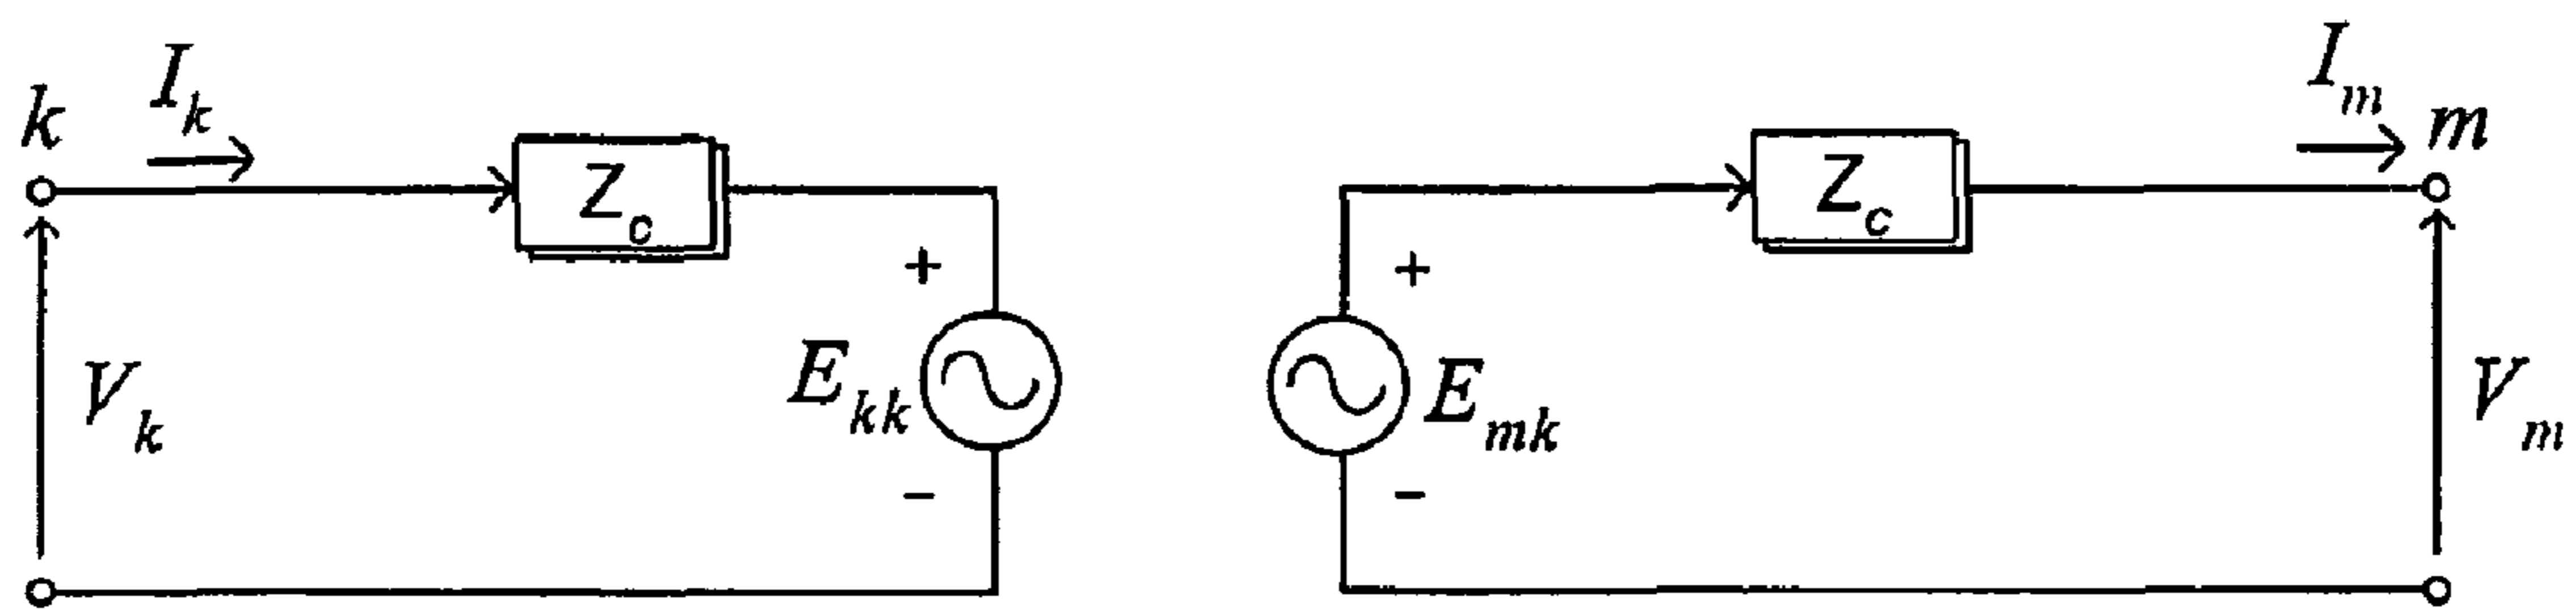 k
I_k
Z_c
V_k
+
E_kk
-
+
E_mk
-
Z_c
I_m
m
V_m